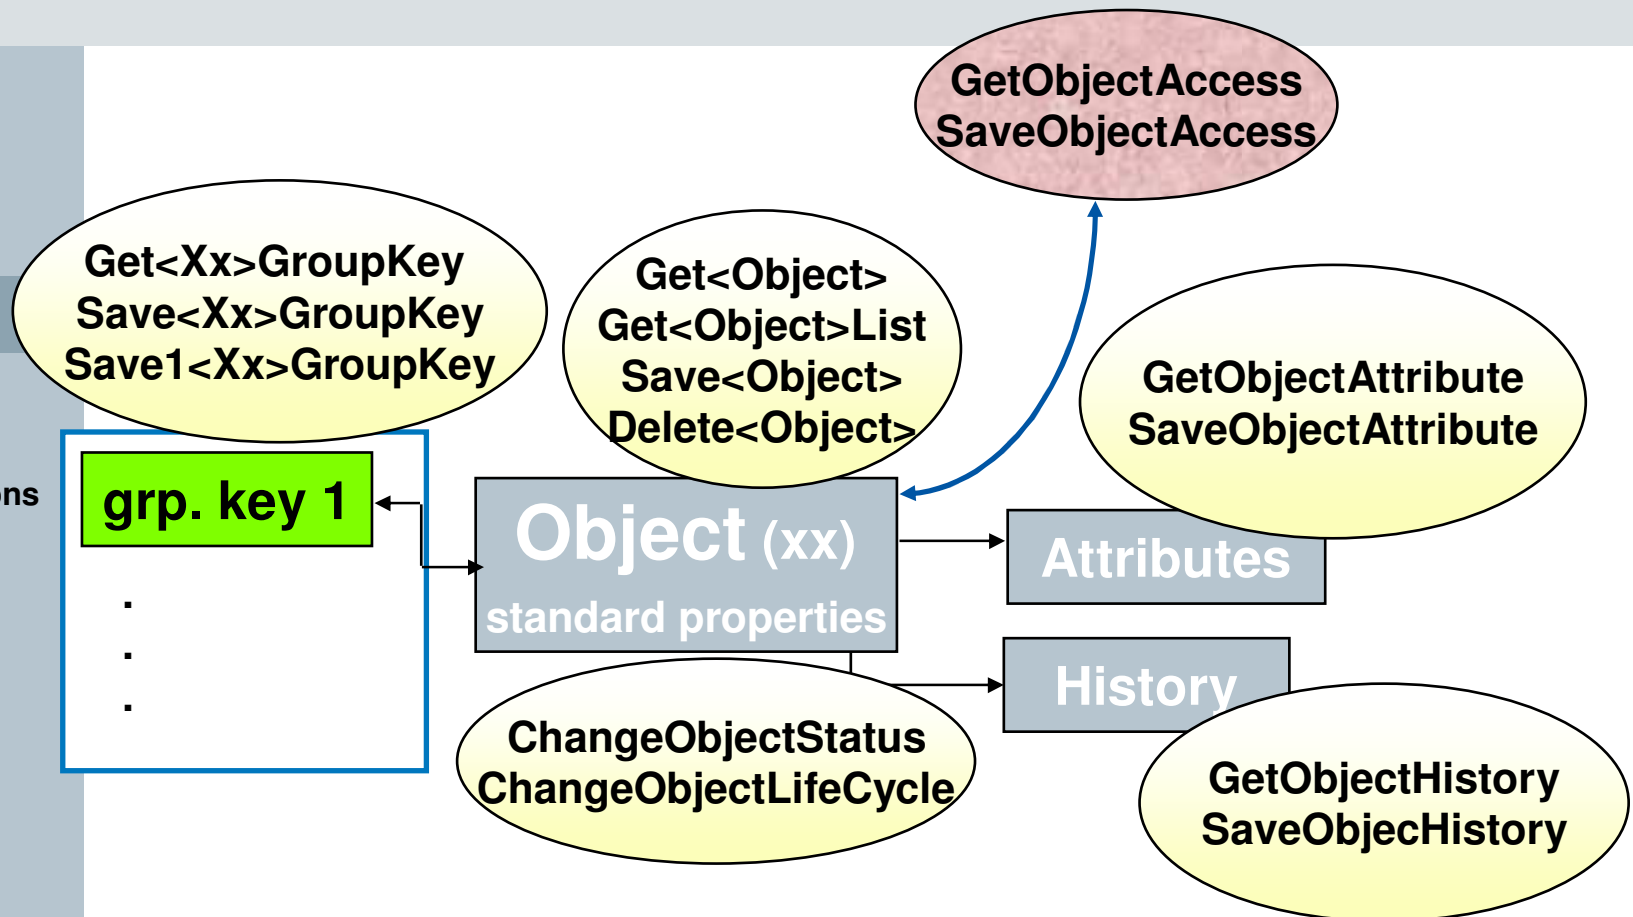 GetObjectAccess
SaveObjectAccess
Get<Xx>GroupKey
Save<Xx>GroupKey
Save1<Xx>GroupKey
Get<Object>
Get<Object>List
Save<Object>
Delete<Object>
GetObjectAttribute
SaveObjectAttribute
ns
grp. key 1
.
.
.
Object (xx)
standard properties
Attributes
History
ChangeObjectStatus
ChangeObjectLifeCycle
GetObjectHistory
SaveObjecHistory